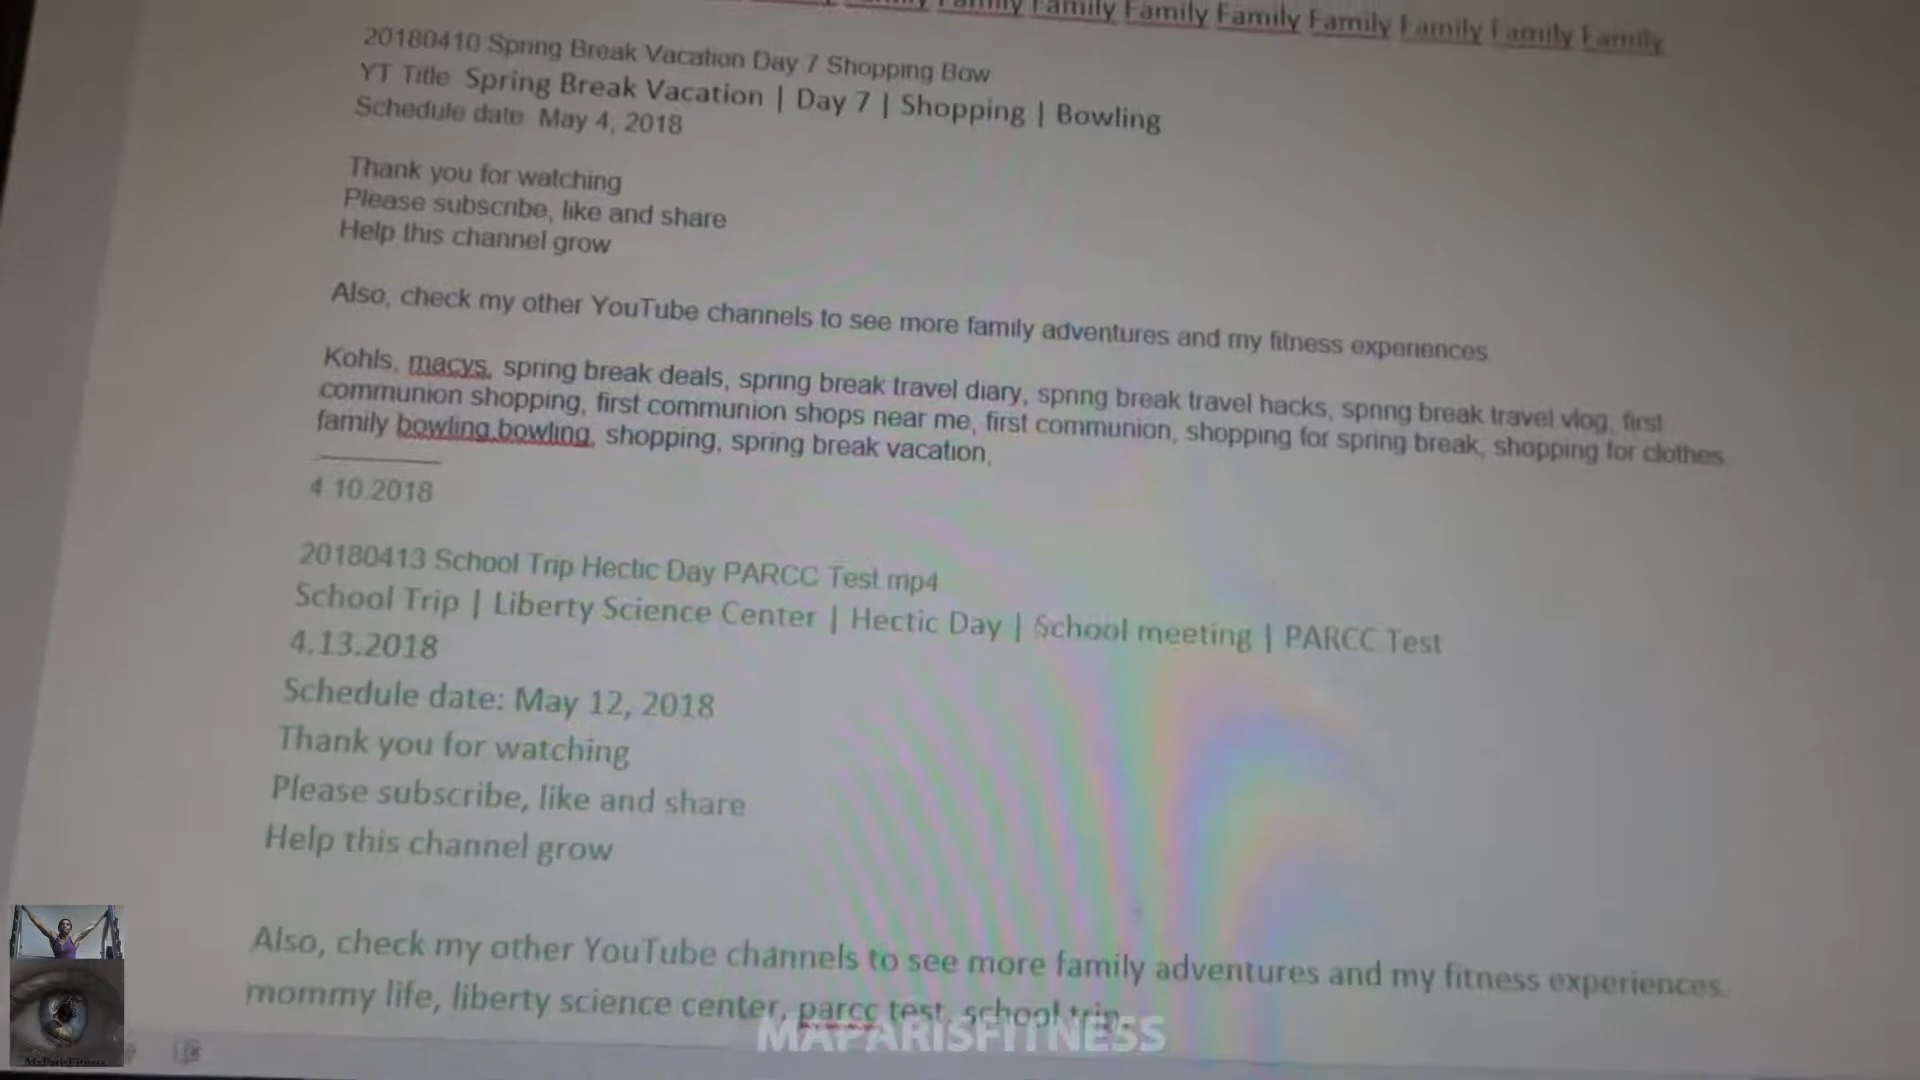 Family Family Family Family Family Family Family Family Family
20180410 Spring Break Vacation Day 7 Shopping Bow
YT Title Spring Break Vacation | Day 7 | Shopping | Bowling
Schedule date May 4, 2018
Thank you for watching
Please subscribe, like and share
Help this channel grow
Also, check my other YouTube channels to see more family adventures and my fitness experiences
Kohls, macys, spring break deals, spring break travel diary, spring break travel hacks, spring break travel vlog, first
communion shopping, first communion shops near me, first communion, shopping for spring break, shopping for clothes
family bowling,bowling, shopping, spring break vacation,
4.10.2018
20180413 School Trip Hectic Day PARCC Test.mp4
School Trip | Liberty Science Center | Hectic Day | School meeting | PARCC Test
4.13.2018
Schedule date: May 12, 2018
Thank you for watching
Please subscribe, like and share
Help this channel grow
Also, check my other YouTube channels to see more family adventures and my fitness experiences.
mommy life, liberty science center, parcc test, school trip,
MAPARISFITNESS
MaParisFitness